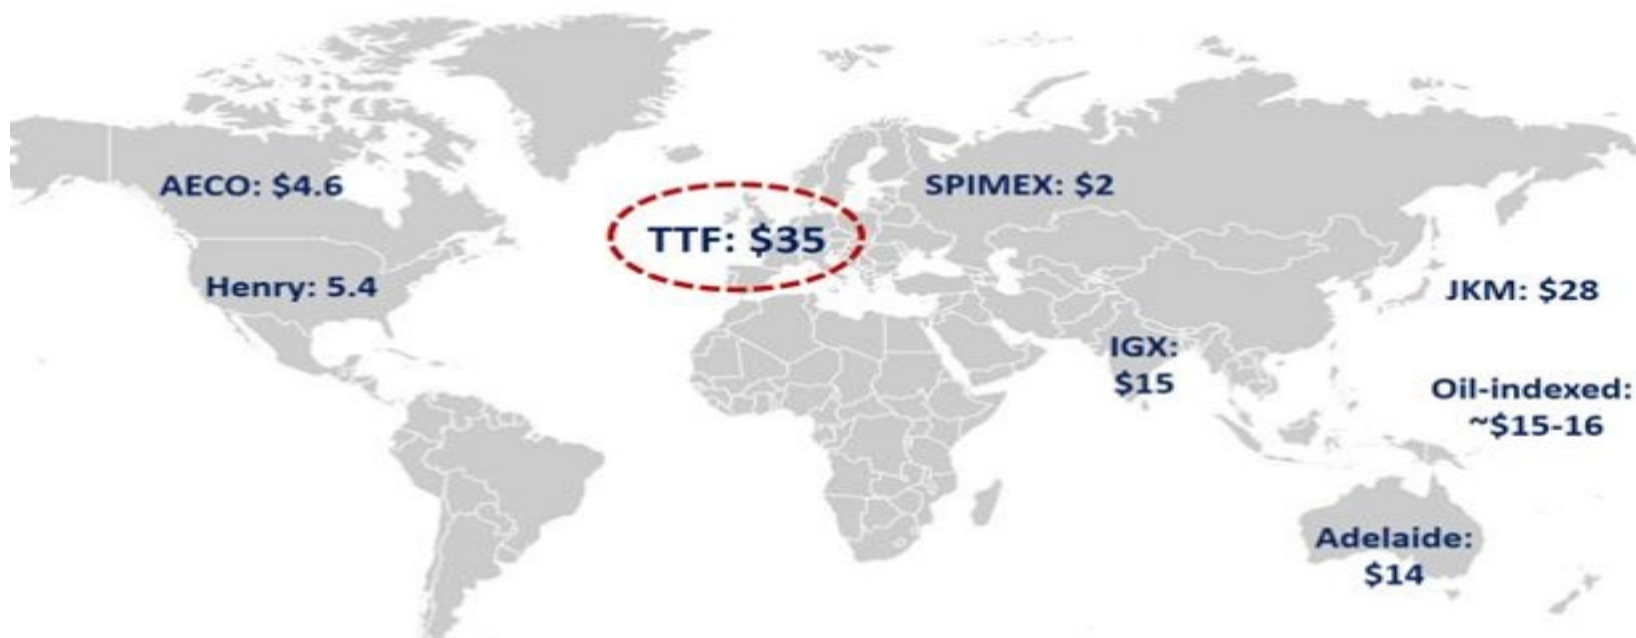 AECO: $4.6
SPIMEX: $2
TTF: $35
Henry: 5.4
JKM: $28
IGX:
$15
Oil-indexed:
~$15-16
Adelaide:
$14